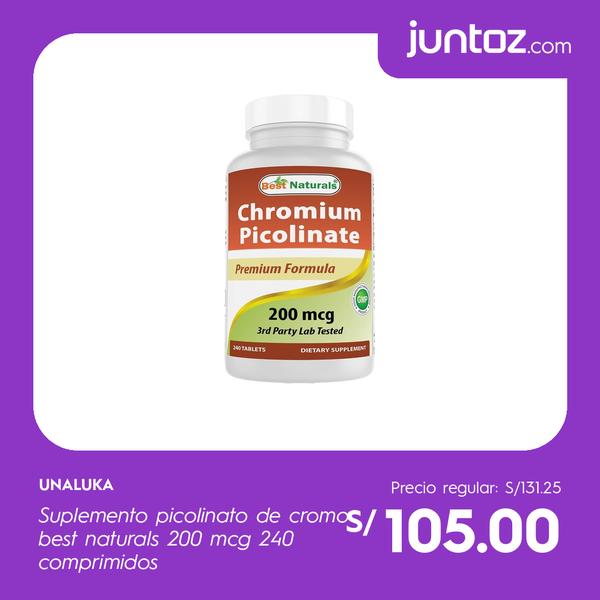 juntoz.com
Best Naturals
Chromium
Picolinate
Premium Formula
GMP
200 mcg
3rd Party Lab Tested
240 TABLETS DIETARY SUPPLEMENT
UNALUKA
Precio regular: S/131.25
Suplemento picolinato de cromo
best naturals 200 mcg 240
comprimidos
S/ 105.00